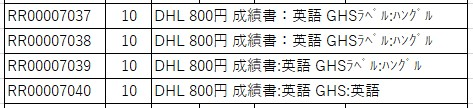 RR00007037 10 DHL 800円 成績書：英語 GHSﾗﾍﾞﾙ:ﾊﾝｸﾞﾙ
RR00007038 10 DHL 800円 成績書：英語 GHSﾗﾍﾞﾙ:ﾊﾝｸﾞﾙ
RR00007039 10 DHL 800円 成績書:英語 GHSﾗﾍﾞﾙ:ﾊﾝｸﾞﾙ
RR00007040 10 DHL 800円 成績書:英語 GHS:英語